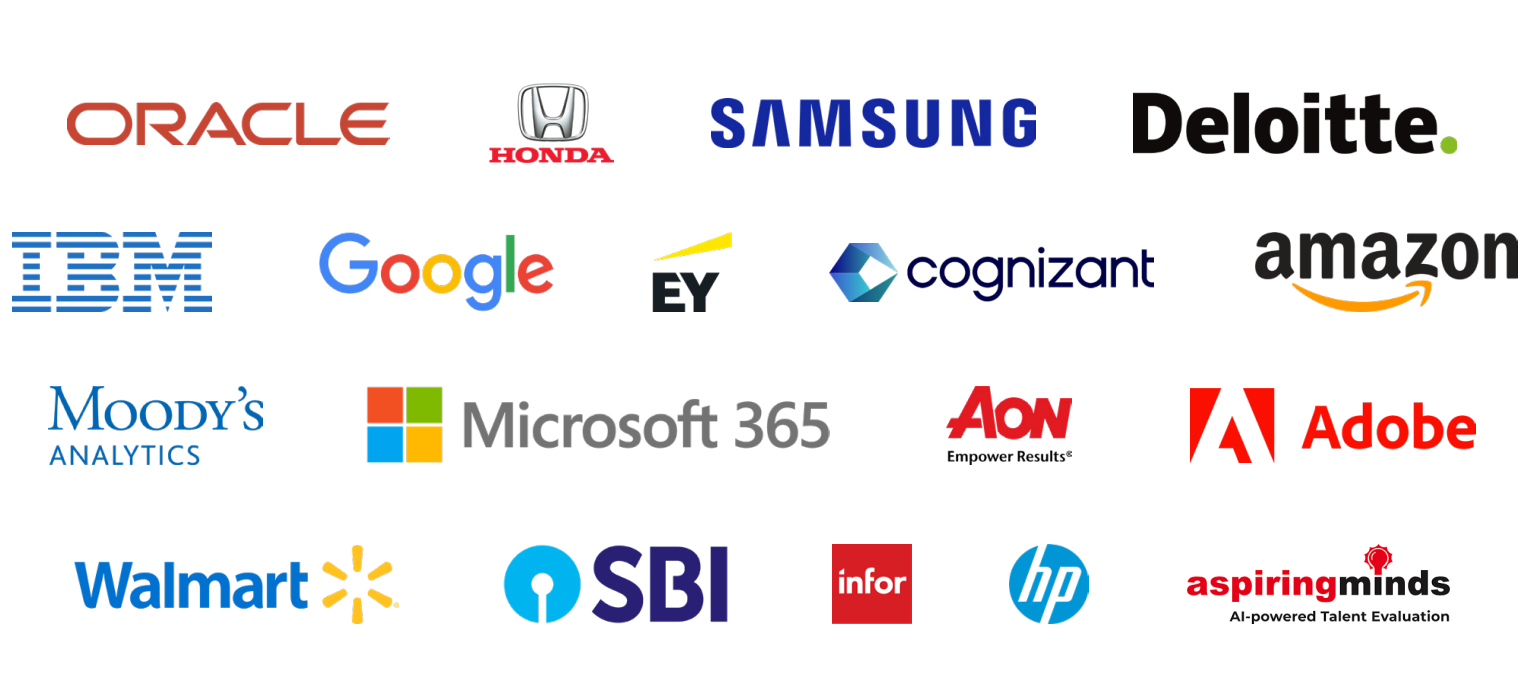 ORACLE
HONDA
SAMSUNG
Deloitte.
IBM
Google
EY
cognizant
amazon
MOODY'S
ANALYTICS
Microsoft 365
AON
Empower Results®
Adobe
Walmart
SBI
infor
hp
aspiringminds
AI-powered Talent Evaluation